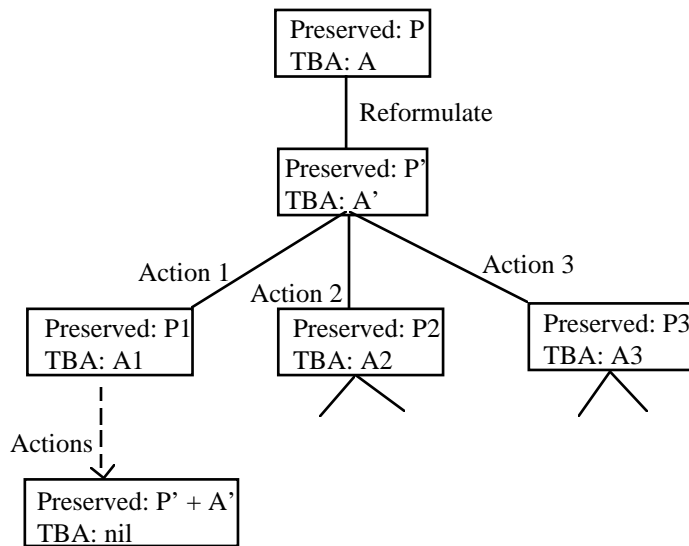 Preserved: P
TBA: A
Reformulate
Preserved: P'
TBA: A'
Action 1
Action 2
Action 3
Preserved: P1
TBA: A1
Preserved: P2
TBA: A2
Preserved: P3
TBA: A3
Actions
Preserved: P' + A'
TBA: nil